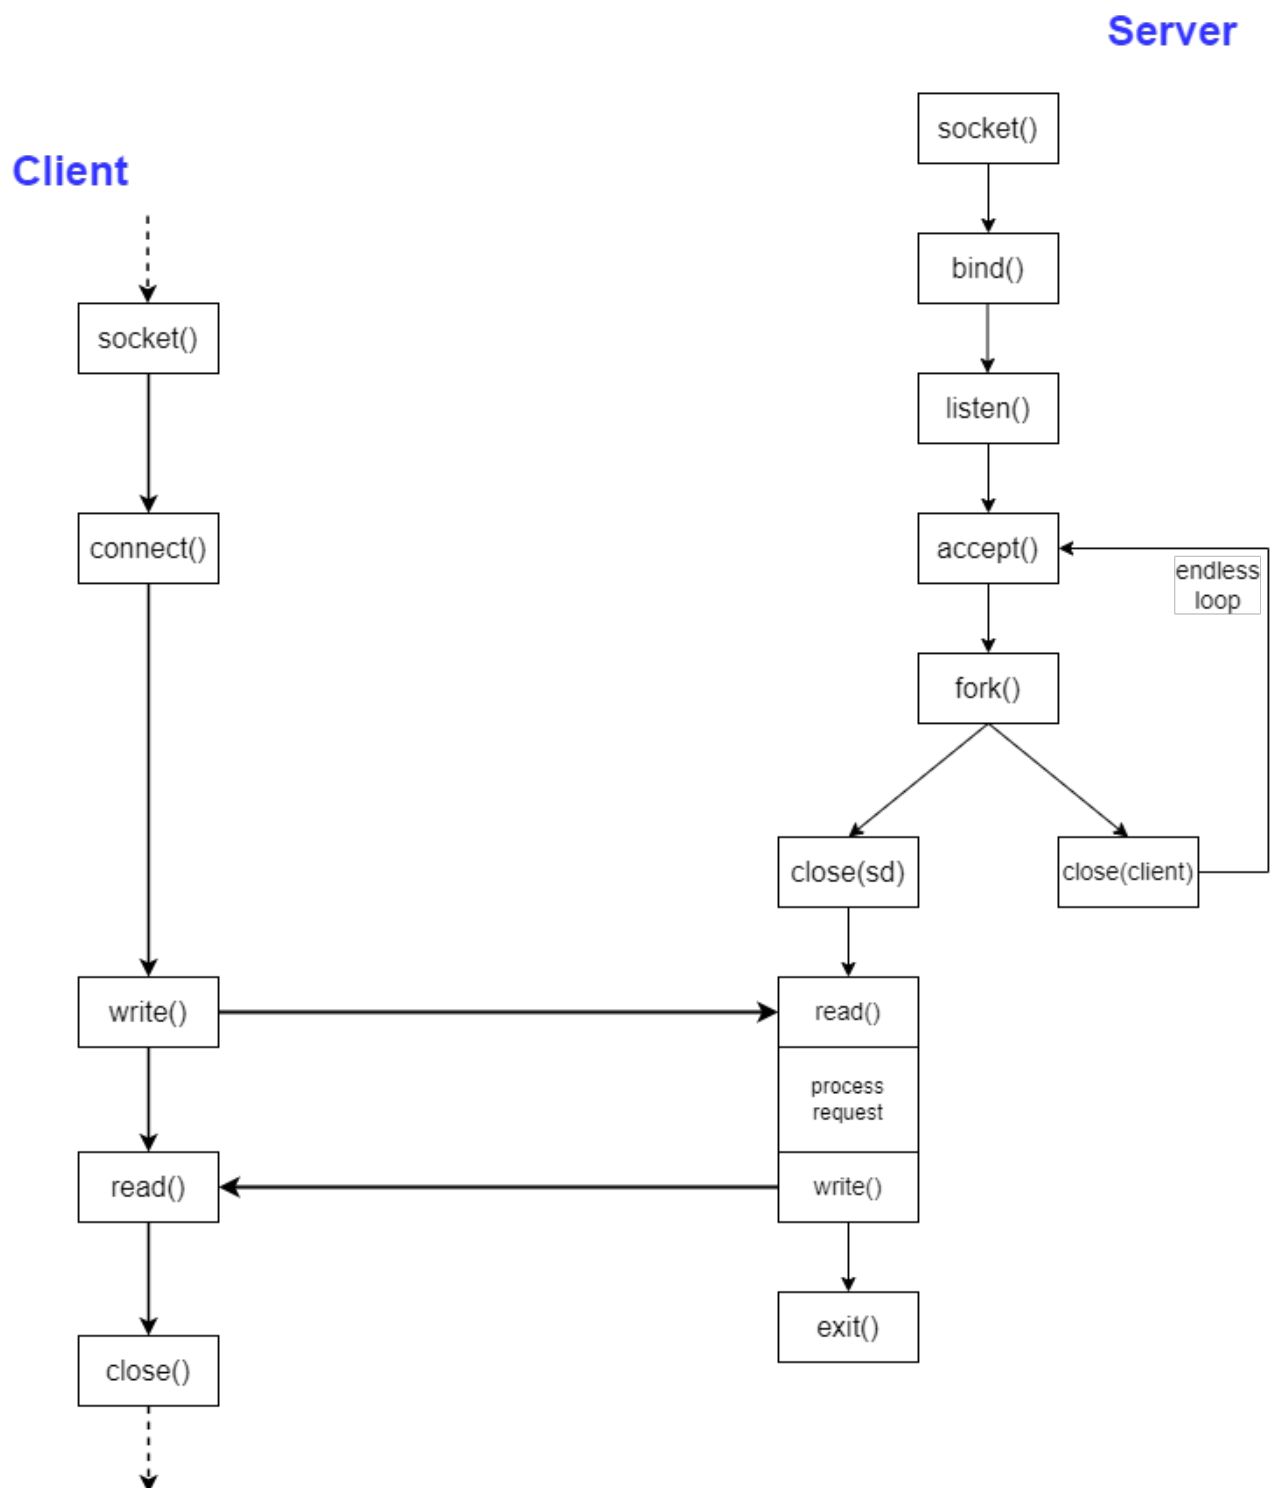 Server
socket()
Client
bind()
socket()
listen()
connect()
accept()
endless
loop
fork()
close(sd)
close(client)
write()
read()
process
request
read()
write()
exit()
close()